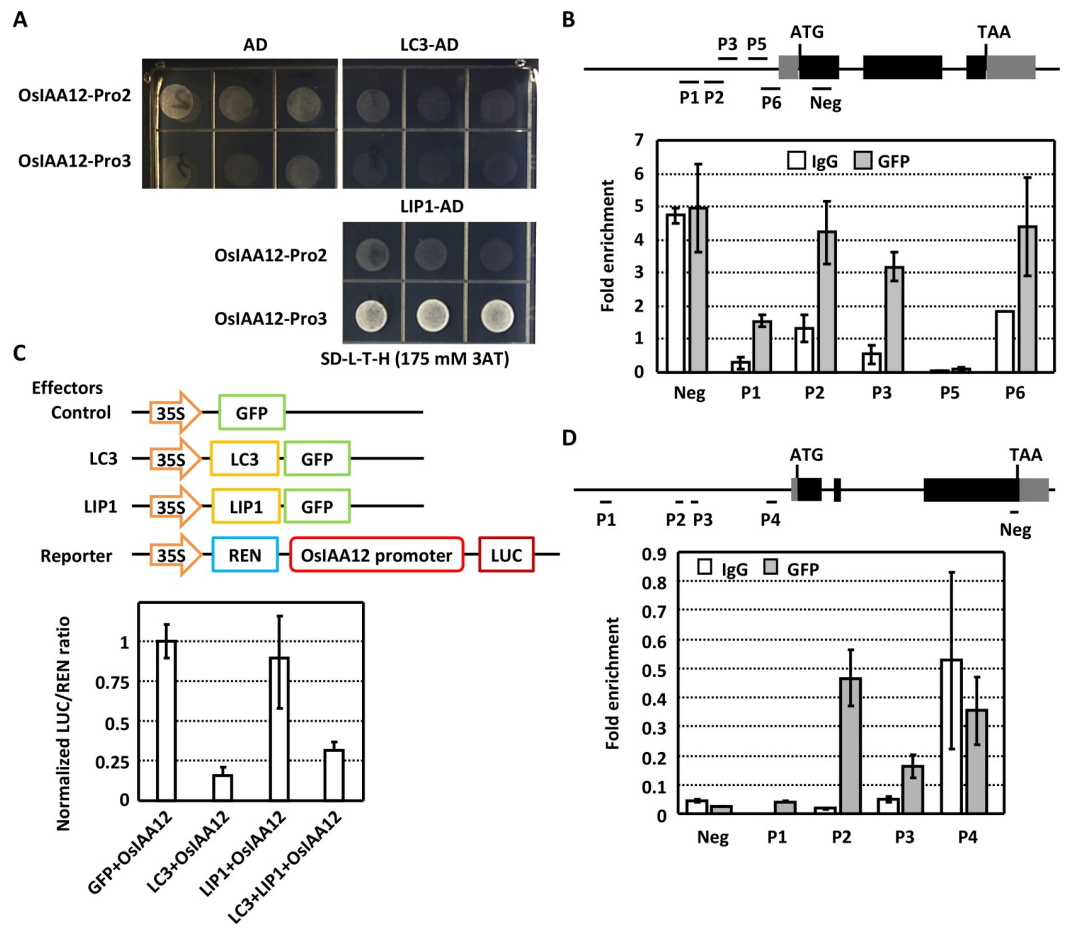 A
AD
LC3-AD
OsIAA12-Pro2
OsIAA12-Pro3
LIP1-AD
OsIAA12-Pro2
OsIAA12-Pro3
SD-L-T-H (175 mM 3AT)
B
ATG
TAA
P3 P5
P1 P2
P6
Neg
IgG GFP
Fold enrichment
7
6
5
4
3
2
1
0
Neg P1 P2 P3 P5 P6
C
Effectors
Control 35S GFP
LC3 35S LC3 GFP
LIP1 35S LIP1 GFP
Reporter 35S REN OsIAA12 promoter LUC
Normalized LUC/REN ratio
1
0.75
0.5
0.25
0
GFP+OsIAA12
LC3+OsIAA12
LIP1+OsIAA12
LC3+LIP1+OsIAA12
D
ATG
TAA
P1 P2 P3 P4
Neg
IgG GFP
Fold enrichment
0.9
0.8
0.7
0.6
0.5
0.4
0.3
0.2
0.1
0
Neg P1 P2 P3 P4